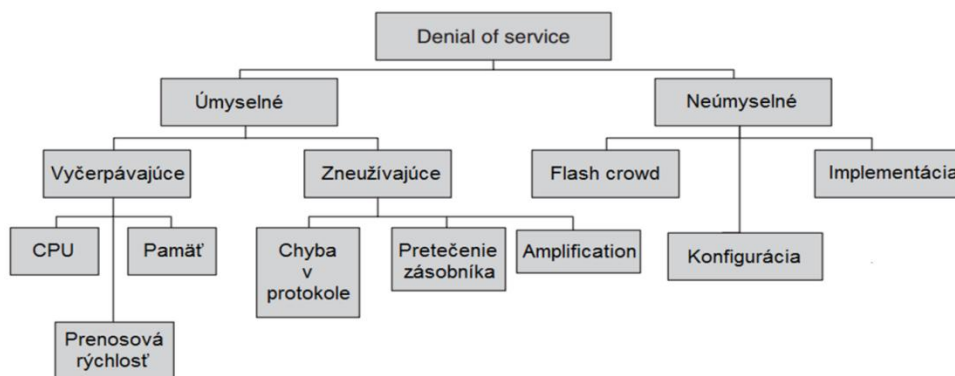 Denial of service
Úmyselné
Neúmyselné
Vyčerpávajúce
Zneužívajúce
Flash crowd
Implementácia
CPU
Pamäť
Chyba
v
protokole
Pretečenie
zásobníka
Amplification
Konfigurácia
Prenosová
rýchlosť